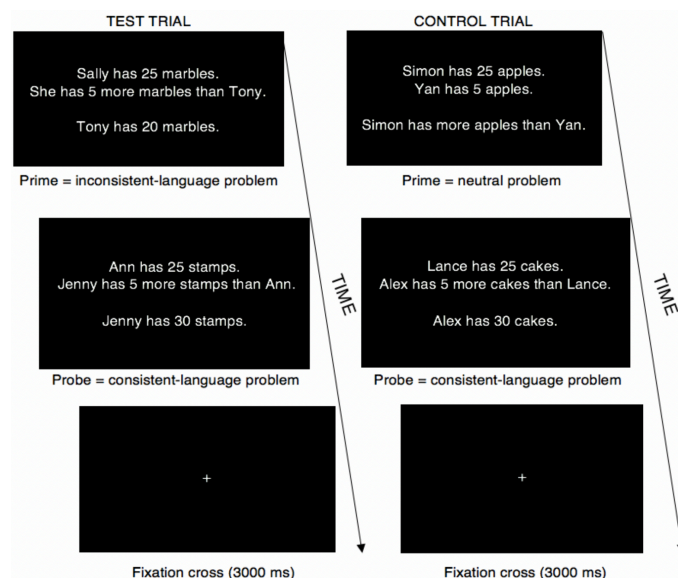 TEST TRIAL
Sally has 25 marbles.
She has 5 more marbles than Tony.
Tony has 20 marbles.
Prime = inconsistent-language problem
Ann has 25 stamps.
Jenny has 5 more stamps than Ann.
Jenny has 30 stamps.
Probe = consistent-language problem
+
Fixation cross (3000 ms)
TIME
CONTROL TRIAL
Simon has 25 apples.
Yan has 5 apples.
Simon has more apples than Yan.
Prime = neutral problem
Lance has 25 cakes.
Alex has 5 more cakes than Lance.
Alex has 30 cakes.
Probe = consistent-language problem
+
Fixation cross (3000 ms)
TIME